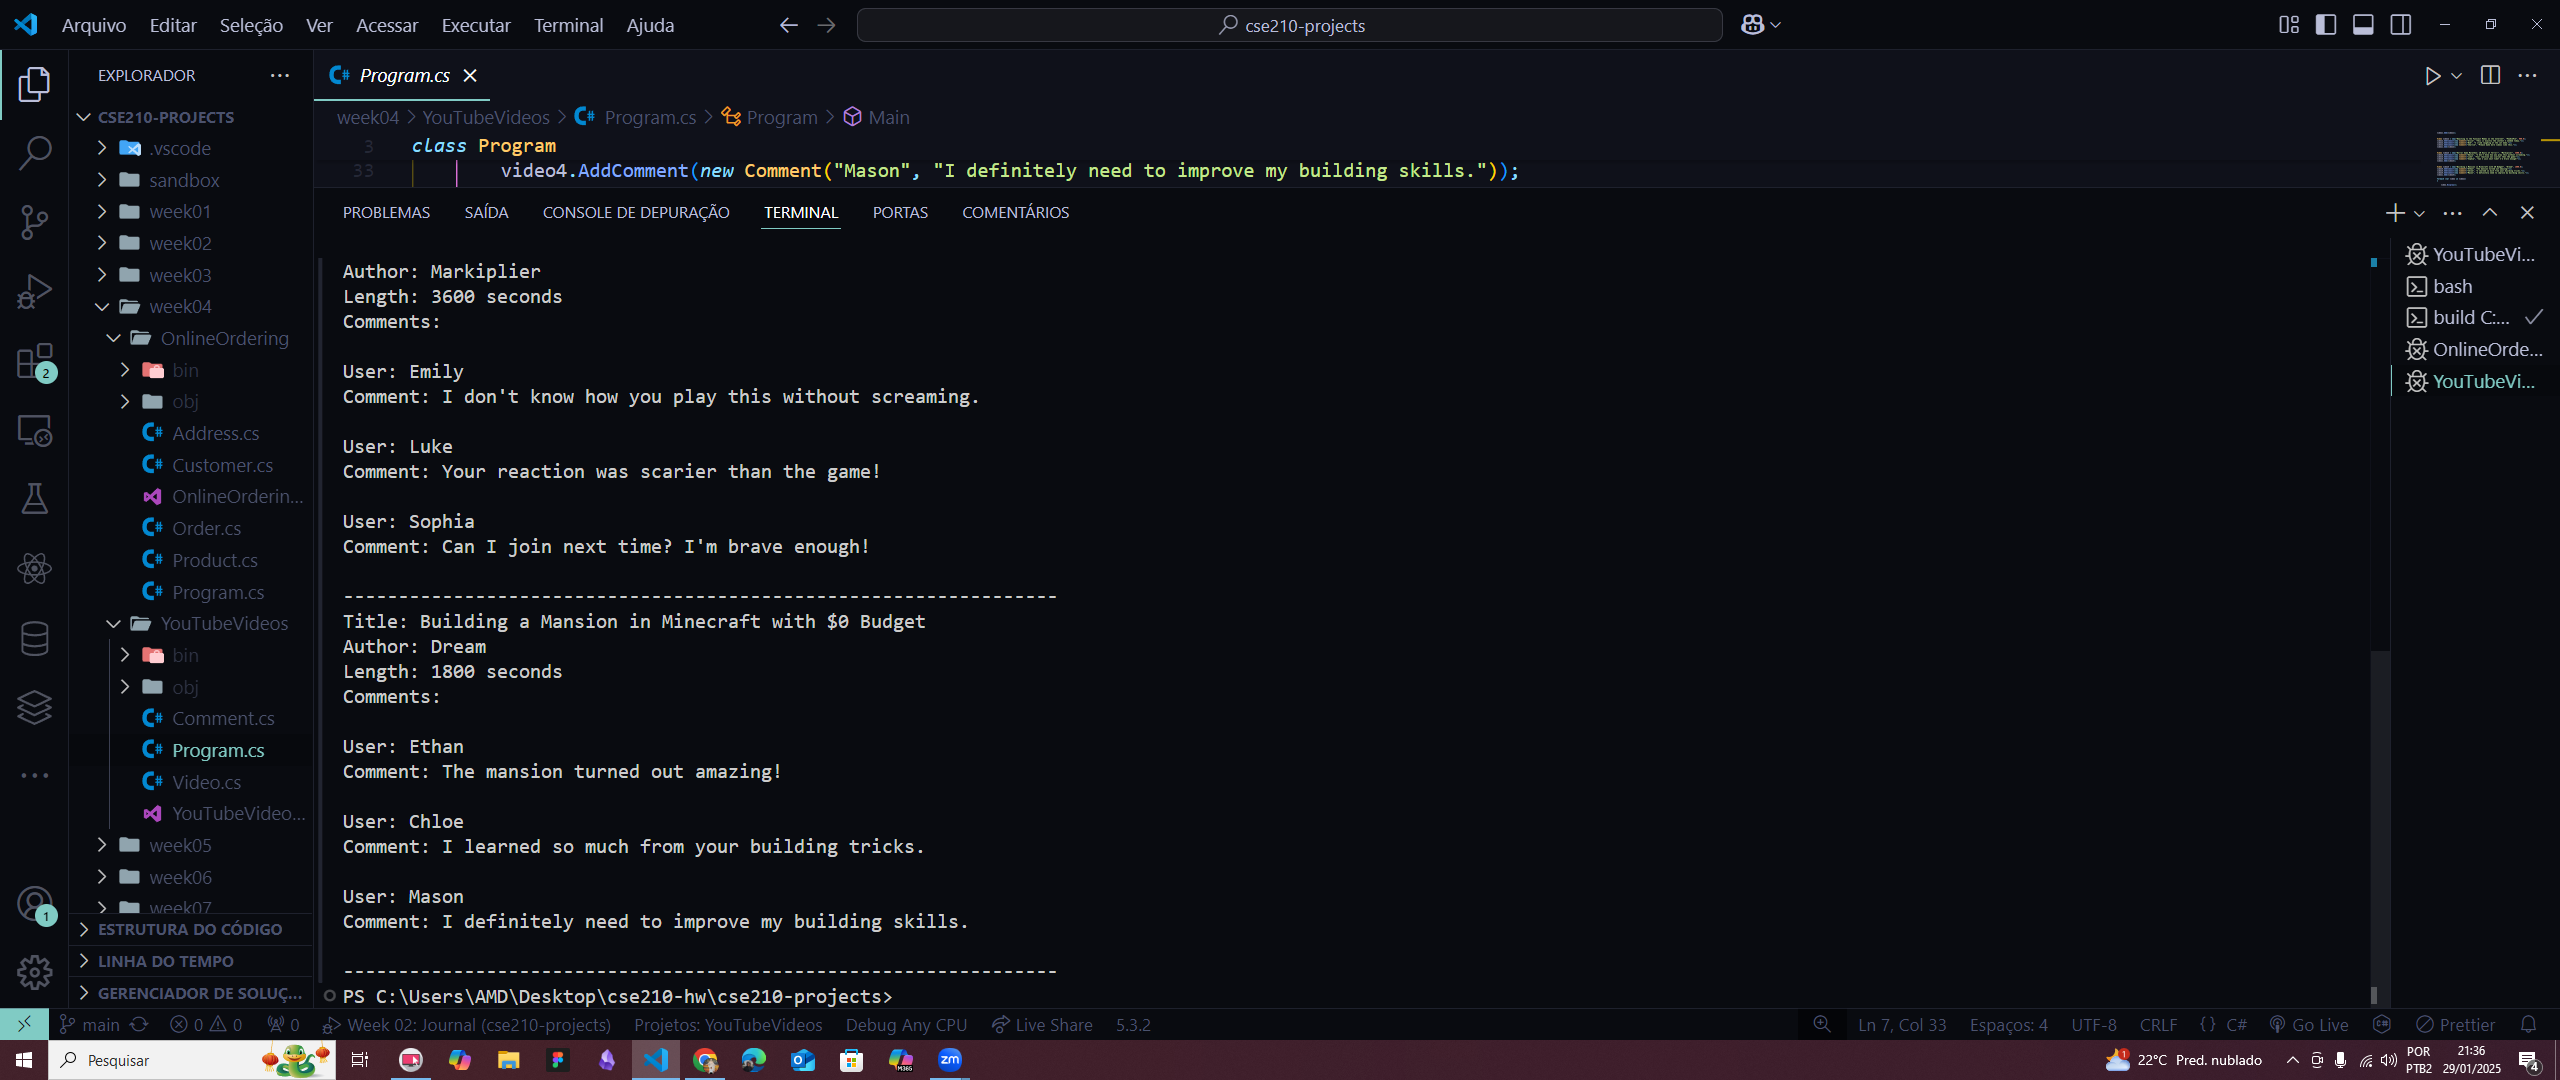 Arquivo Editar Seleção Ver Acessar Executar Terminal Ajuda
cse210-projects
EXPLORADOR
CSE210-PROJECTS
.vscode
sandbox
week01
week02
week03
week04
OnlineOrdering
bin
obj
Address.cs
Customer.cs
OnlineOrderin...
Order.cs
Product.cs
Program.cs
YouTubeVideos
bin
obj
Comment.cs
Program.cs
Video.cs
YouTubeVideo...
week05
week06
week07
ESTRUTURA DO CÓDIGO
LINHA DO TEMPO
GERENCIADOR DE SOLUÇ...
2
1
Program.cs
week04 > YouTubeVideos > Program.cs > Program > Main
3 class Program
33 video4.AddComment(new Comment("Mason", "I definitely need to improve my building skills."));
PROBLEMAS SAÍDA CONSOLE DE DEPURAÇÃO TERMINAL PORTAS COMENTÁRIOS
Author: Markiplier
Length: 3600 seconds
Comments:
User: Emily
Comment: I don't know how you play this without screaming.
User: Luke
Comment: Your reaction was scarier than the game!
User: Sophia
Comment: Can I join next time? I'm brave enough!
-----------------------------------------------------------------
Title: Building a Mansion in Minecraft with $0 Budget
Author: Dream
Length: 1800 seconds
Comments:
User: Ethan
Comment: The mansion turned out amazing!
User: Chloe
Comment: I learned so much from your building tricks.
User: Mason
Comment: I definitely need to improve my building skills.
-----------------------------------------------------------------
PS C:\Users\AMD\Desktop\cse210-hw\cse210-projects>
YouTubeVi...
bash
build C:...
OnlineOrde...
YouTubeVi...
main 0 0 0 Week 02: Journal (cse210-projects) Projetos: YouTubeVideos Debug Any CPU Live Share 5.3.2
Ln 7, Col 33 Espaços: 4 UTF-8 CRLF {} C# Go Live Prettier
Pesquisar
M365
zm
1
22°C Pred. nublado
POR
PTB2
21:36
29/01/2025
4